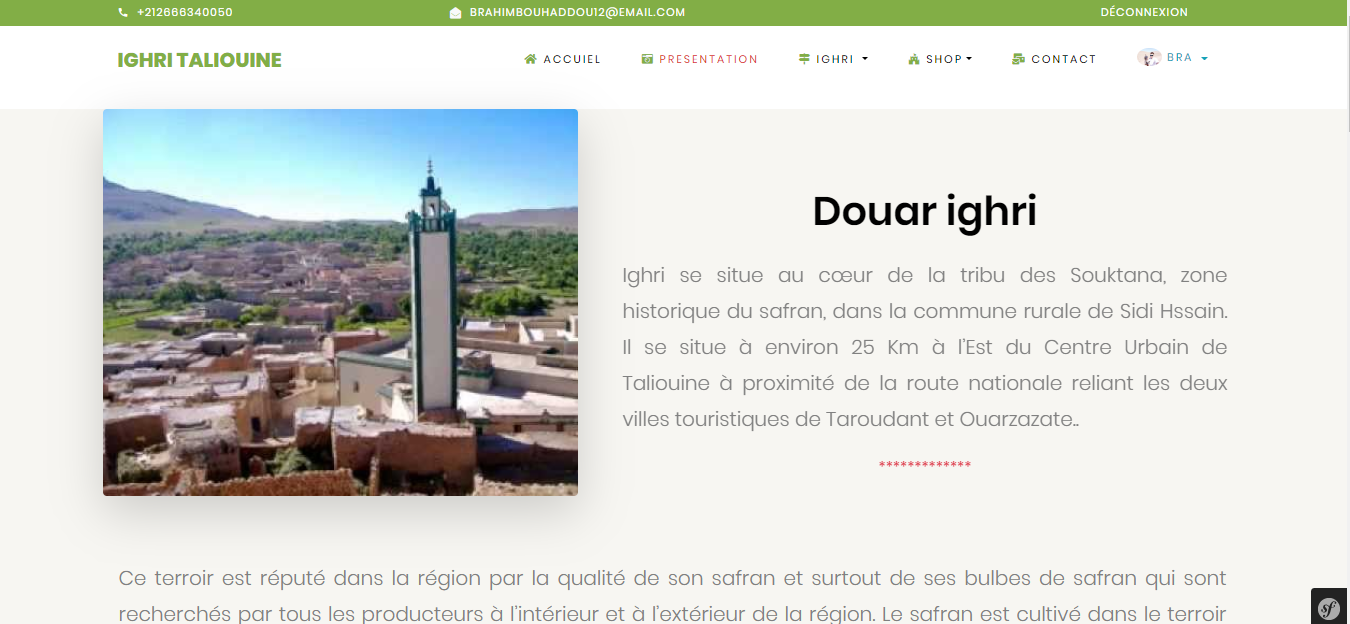 +212666340050 BRAHIMBOUHADDOU12@EMAIL.COM DÉCONNEXION
IGHRI TALIOUINE ACCUIEL PRESENTATION IGHRI SHOP CONTACT BRA
Douar ighri
Ighri se situe au cœur de la tribu des Souktana, zone
historique du safran, dans la commune rurale de Sidi Hssain.
Il se situe à environ 25 Km à l'Est du Centre Urbain de
Taliouine à proximité de la route nationale reliant les deux
villes touristiques de Taroudant et Ouarzazate..
*************
Ce terroir est réputé dans la région par la qualité de son safran et surtout de ses bulbes de safran qui sont
recherchés par tous les producteurs à l'intérieur et à l'extérieur de la région. Le safran est cultivé dans le terroir
sf